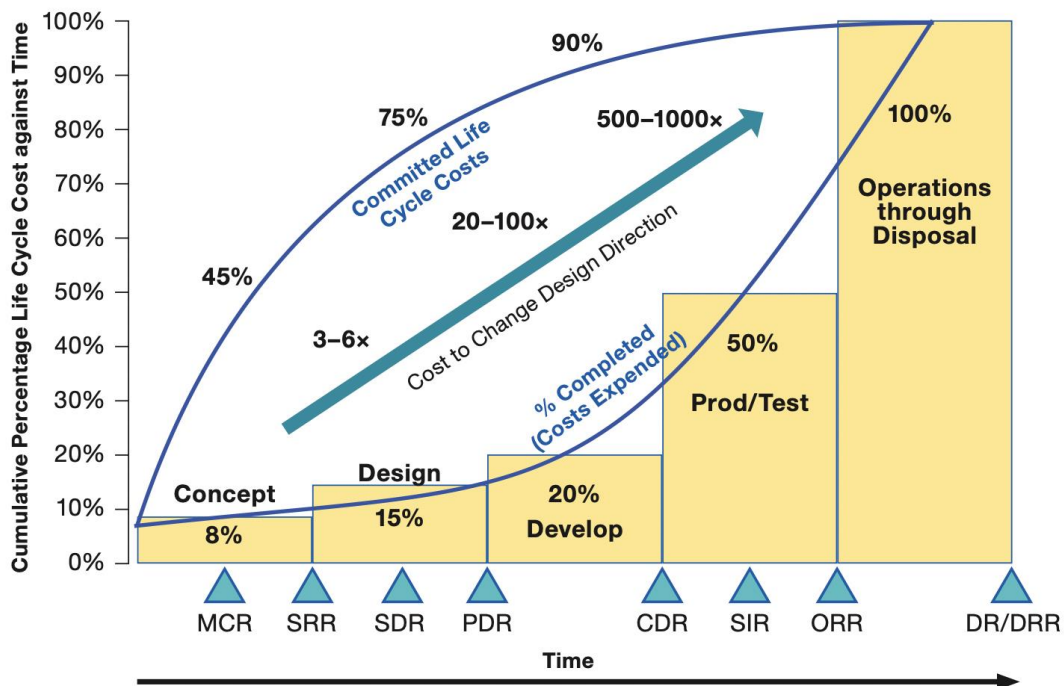 Cumulative Percentage Life Cycle Cost against Time
100%
90%
80%
70%
60%
50%
40%
30%
20%
10%
0%
45%
75%
90%
Committed Life
Cycle Costs
3–6×
20–100×
500–1000×
Cost to Change Design Direction
% Completed
(Costs Expended)
Concept
8%
Design
15%
20%
Develop
50%
Prod/Test
100%
Operations
through
Disposal
MCR
SRR
SDR
PDR
CDR
SIR
ORR
DR/DRR
Time